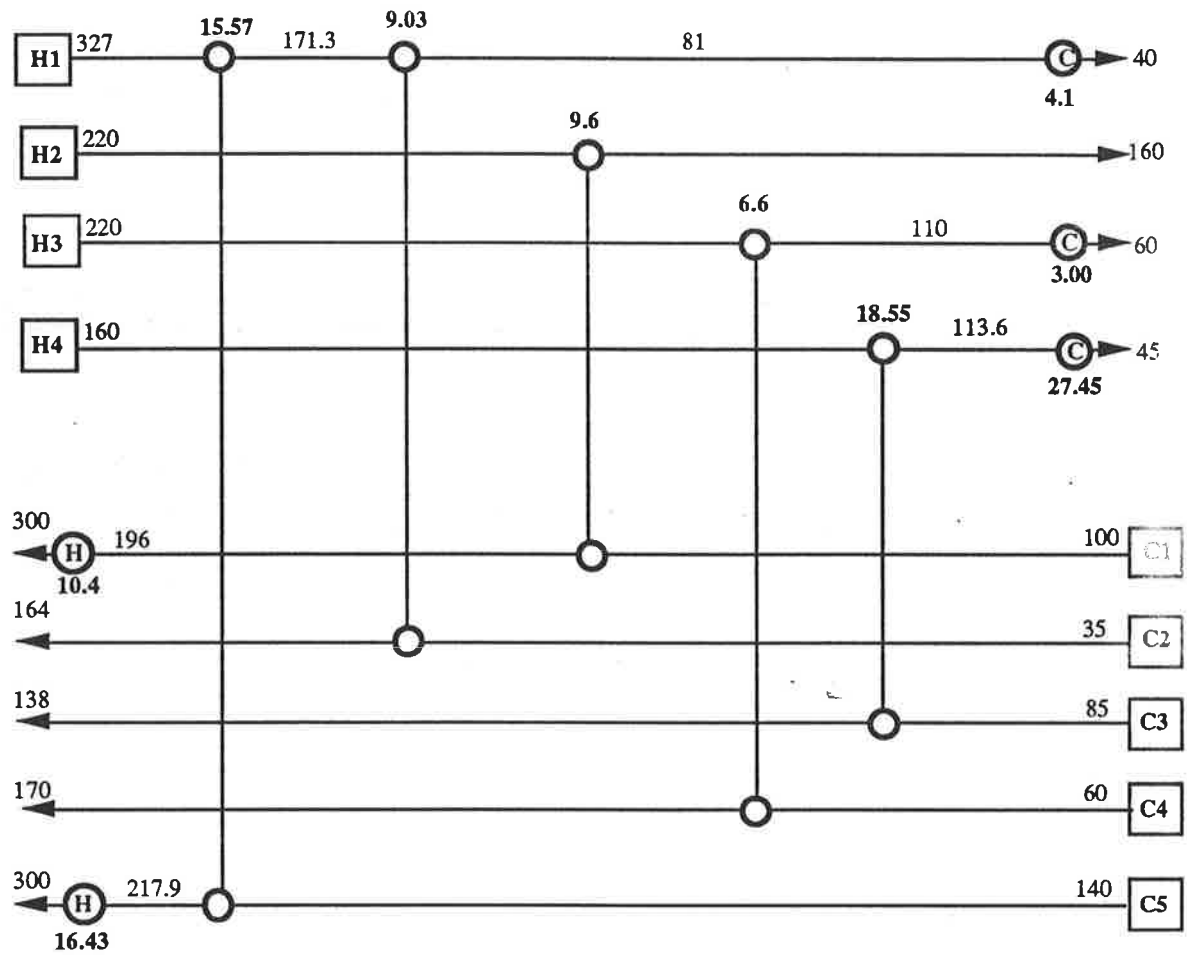 15.57 9.03
H1 327 171.3 81 C 40
4.1
9.6
H2 220 160
6.6
H3 220 110 C 60
3.00
18.55
H4 160 113.6 C 45
27.45
300 H 196 100 C1
10.4
164 35 C2
138 85 C3
170 60 C4
300 H 217.9 140 C5
16.43